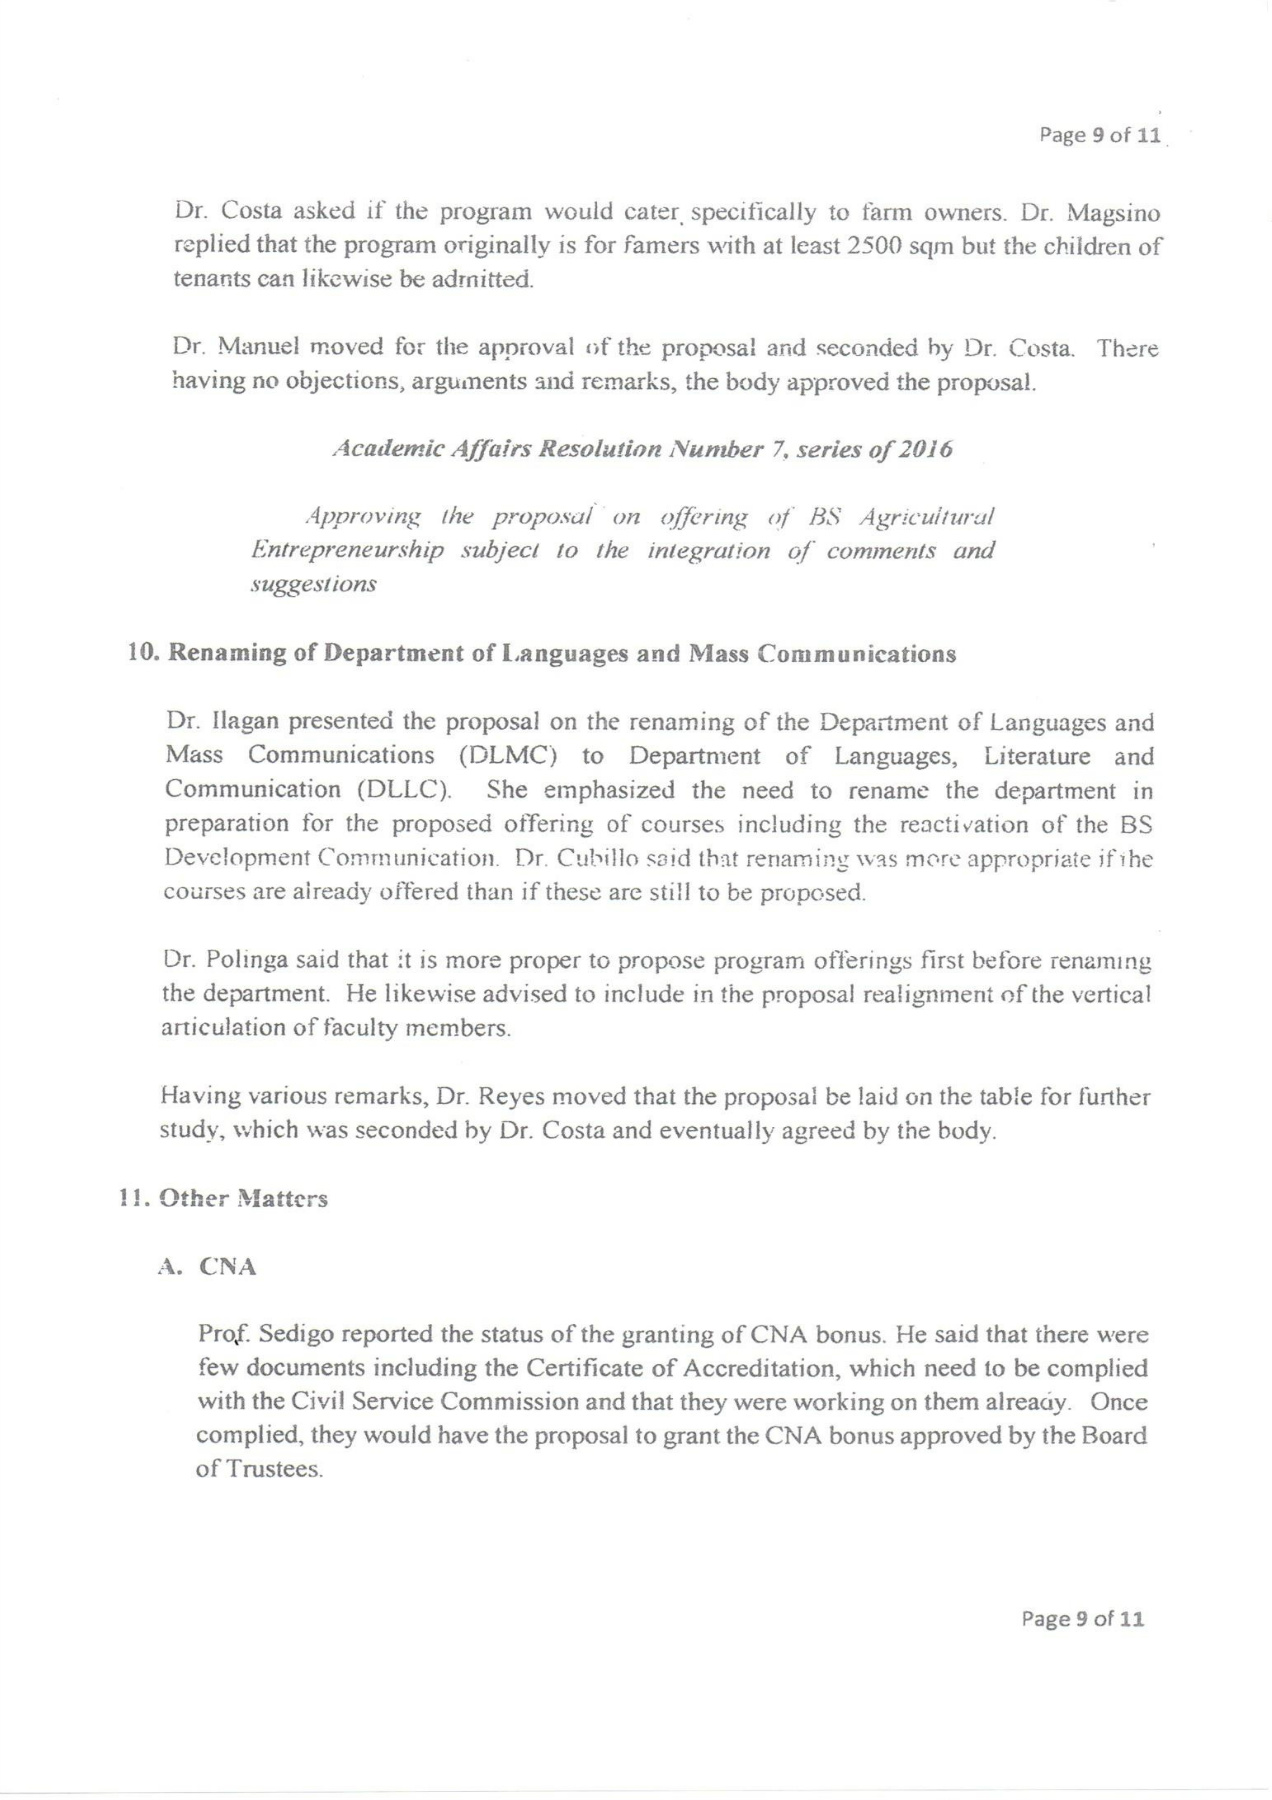 Page 9 of 11
Dr. Costa asked if the program would cater specifically to farm owners. Dr. Magsino
replied that the program originally is for famers with at least 2500 sqm but the children of
tenants can likewise be admitted.
Dr. Manuel moved for the approval of the proposal and seconded by Dr. Costa. There
having no objections, arguments and remarks, the body approved the proposal.
Academic Affairs Resolution Number 7, series of 2016
Approving the proposal on offering of BS Agricultural
Entrepreneurship subject to the integration of comments and
suggestions
10. Renaming of Department of Languages and Mass Communications
Dr. Ilagan presented the proposal on the renaming of the Department of Languages and
Mass Communications (DLMC) to Department of Languages, Literature and
Communication (DLLC). She emphasized the need to rename the department in
preparation for the proposed offering of courses including the reactivation of the BS
Development Communication. Dr. Cubillo said that renaming was more appropriate if the
courses are already offered than if these are still to be proposed.
Dr. Polinga said that it is more proper to propose program offerings first before renaming
the department. He likewise advised to include in the proposal realignment of the vertical
articulation of faculty members.
Having various remarks, Dr. Reyes moved that the proposal be laid on the table for further
study, which was seconded by Dr. Costa and eventually agreed by the body.
11. Other Matters
A. CNA
Prof. Sedigo reported the status of the granting of CNA bonus. He said that there were
few documents including the Certificate of Accreditation, which need to be complied
with the Civil Service Commission and that they were working on them already. Once
complied, they would have the proposal to grant the CNA bonus approved by the Board
of Trustees.
Page 9 of 11